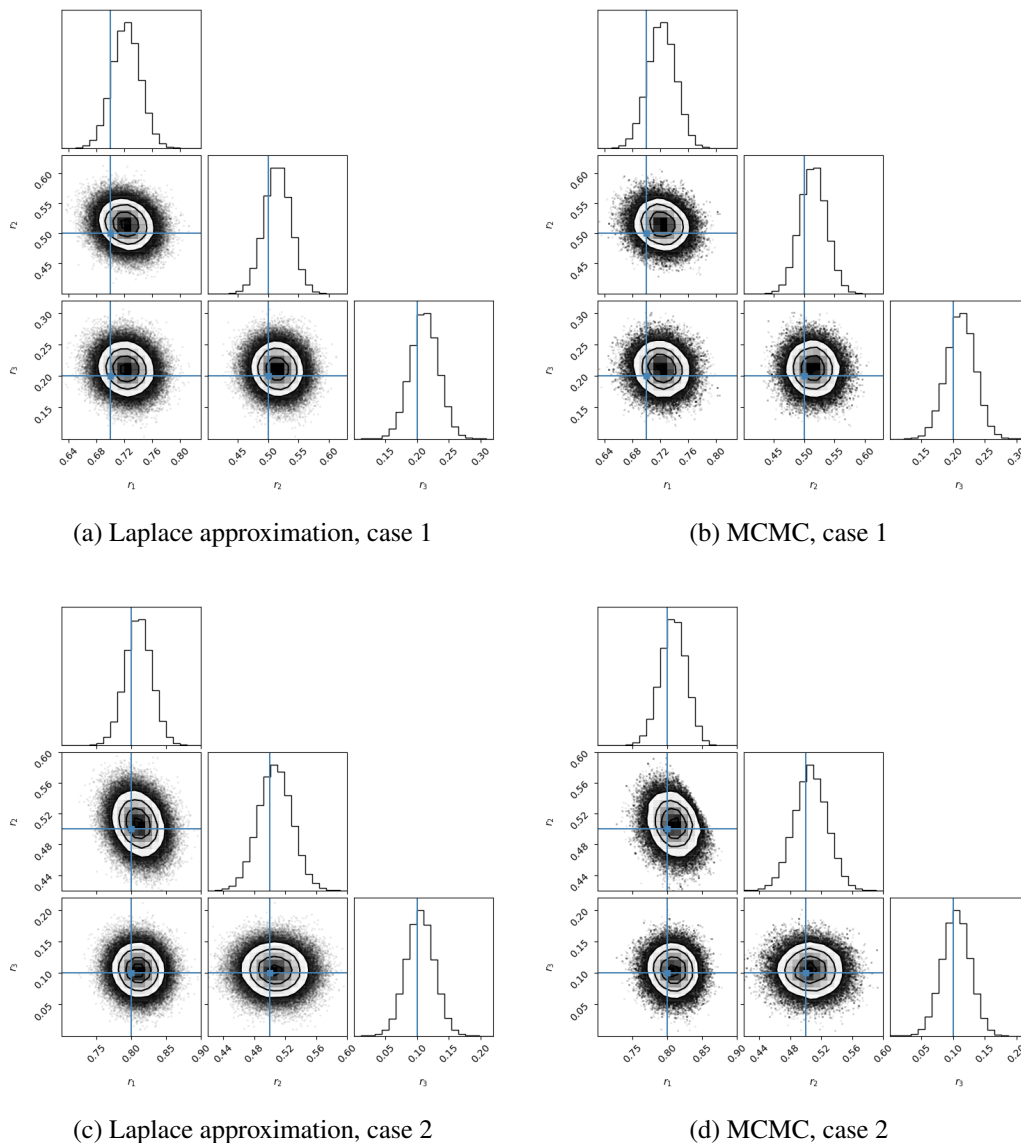 r2
0.60
0.55
0.50
0.45
r3
0.30
0.25
0.20
0.15
0.64 0.68 0.72 0.76 0.80
0.45 0.50 0.55 0.60
0.15 0.20 0.25 0.30
r1 r2 r3
(a) Laplace approximation, case 1
r2
0.60
0.55
0.50
0.45
r3
0.30
0.25
0.20
0.15
0.64 0.68 0.72 0.76 0.80
0.45 0.50 0.55 0.60
0.15 0.20 0.25 0.30
r1 r2 r3
(b) MCMC, case 1
r2
0.60
0.56
0.52
0.48
0.44
r3
0.20
0.15
0.10
0.05
0.75 0.80 0.85 0.90
0.44 0.48 0.52 0.56 0.60
0.05 0.10 0.15 0.20
r1 r2 r3
(c) Laplace approximation, case 2
r2
0.60
0.56
0.52
0.48
0.44
r3
0.20
0.15
0.10
0.05
0.75 0.80 0.85 0.90
0.44 0.48 0.52 0.56 0.60
0.05 0.10 0.15 0.20
r1 r2 r3
(d) MCMC, case 2